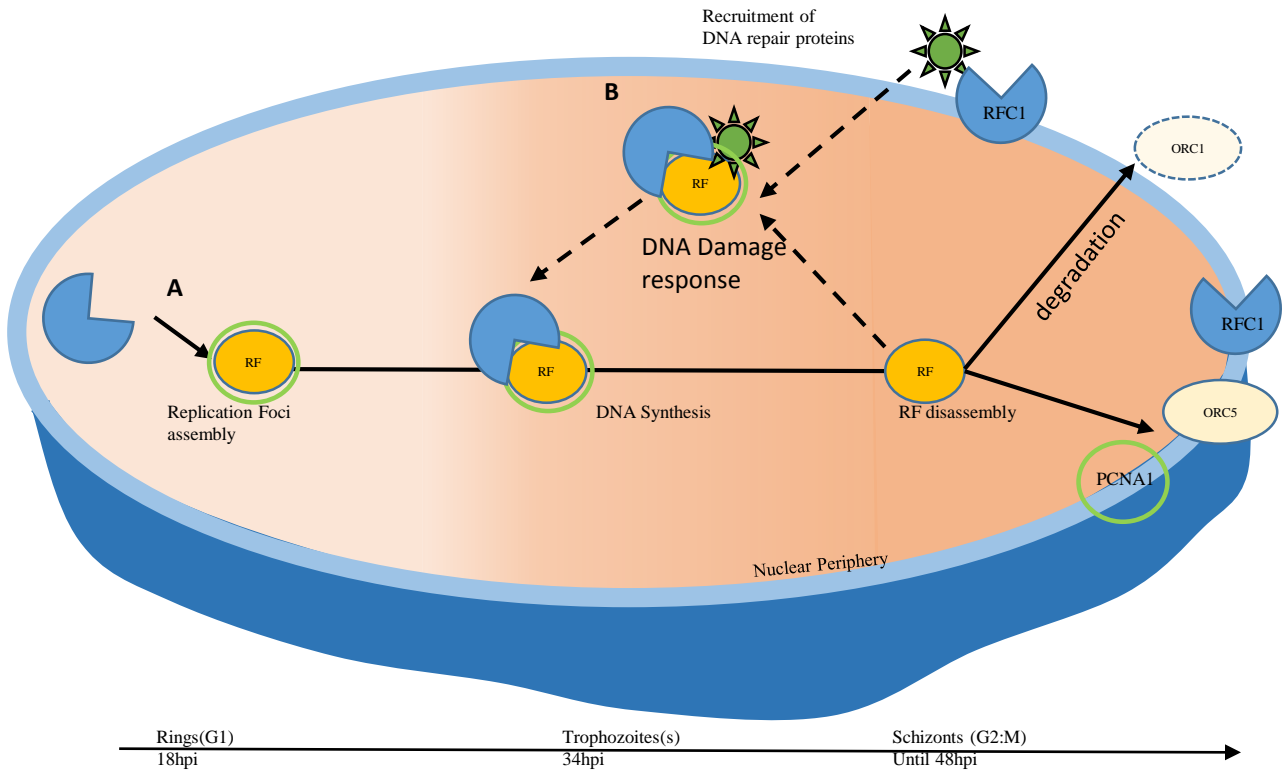 Recruitment of
DNA repair proteins
B
RFC1
ORC1
RF
DNA Damage
response
degradation
A
RFC1
RF
RF
RF
Replication Foci
assembly
DNA Synthesis
RF disassembly
ORC5
PCNA1
Nuclear Periphery
Rings(G1)
18hpi
Trophozoites(s)
34hpi
Schizonts (G2:M)
Until 48hpi